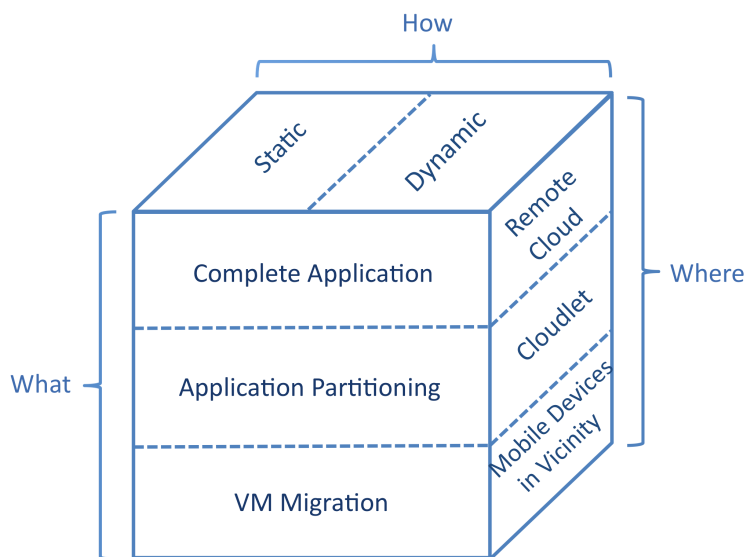 How
Static
Dynamic
Remote
Cloud
Complete Application
Where
Cloudlet
What
Application Partitioning
Mobile Devices
in Vicinity
VM Migration